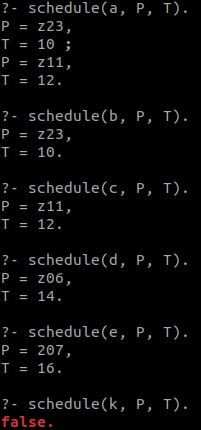 ?- schedule(a, P, T).
P = z23,
T = 10 ;
P = z11,
T = 12.
?- schedule(b, P, T).
P = z23,
T = 10.
?- schedule(c, P, T).
P = z11,
T = 12.
?- schedule(d, P, T).
P = z06,
T = 14.
?- schedule(e, P, T).
P = 207,
T = 16.
?- schedule(k, P, T).
false.